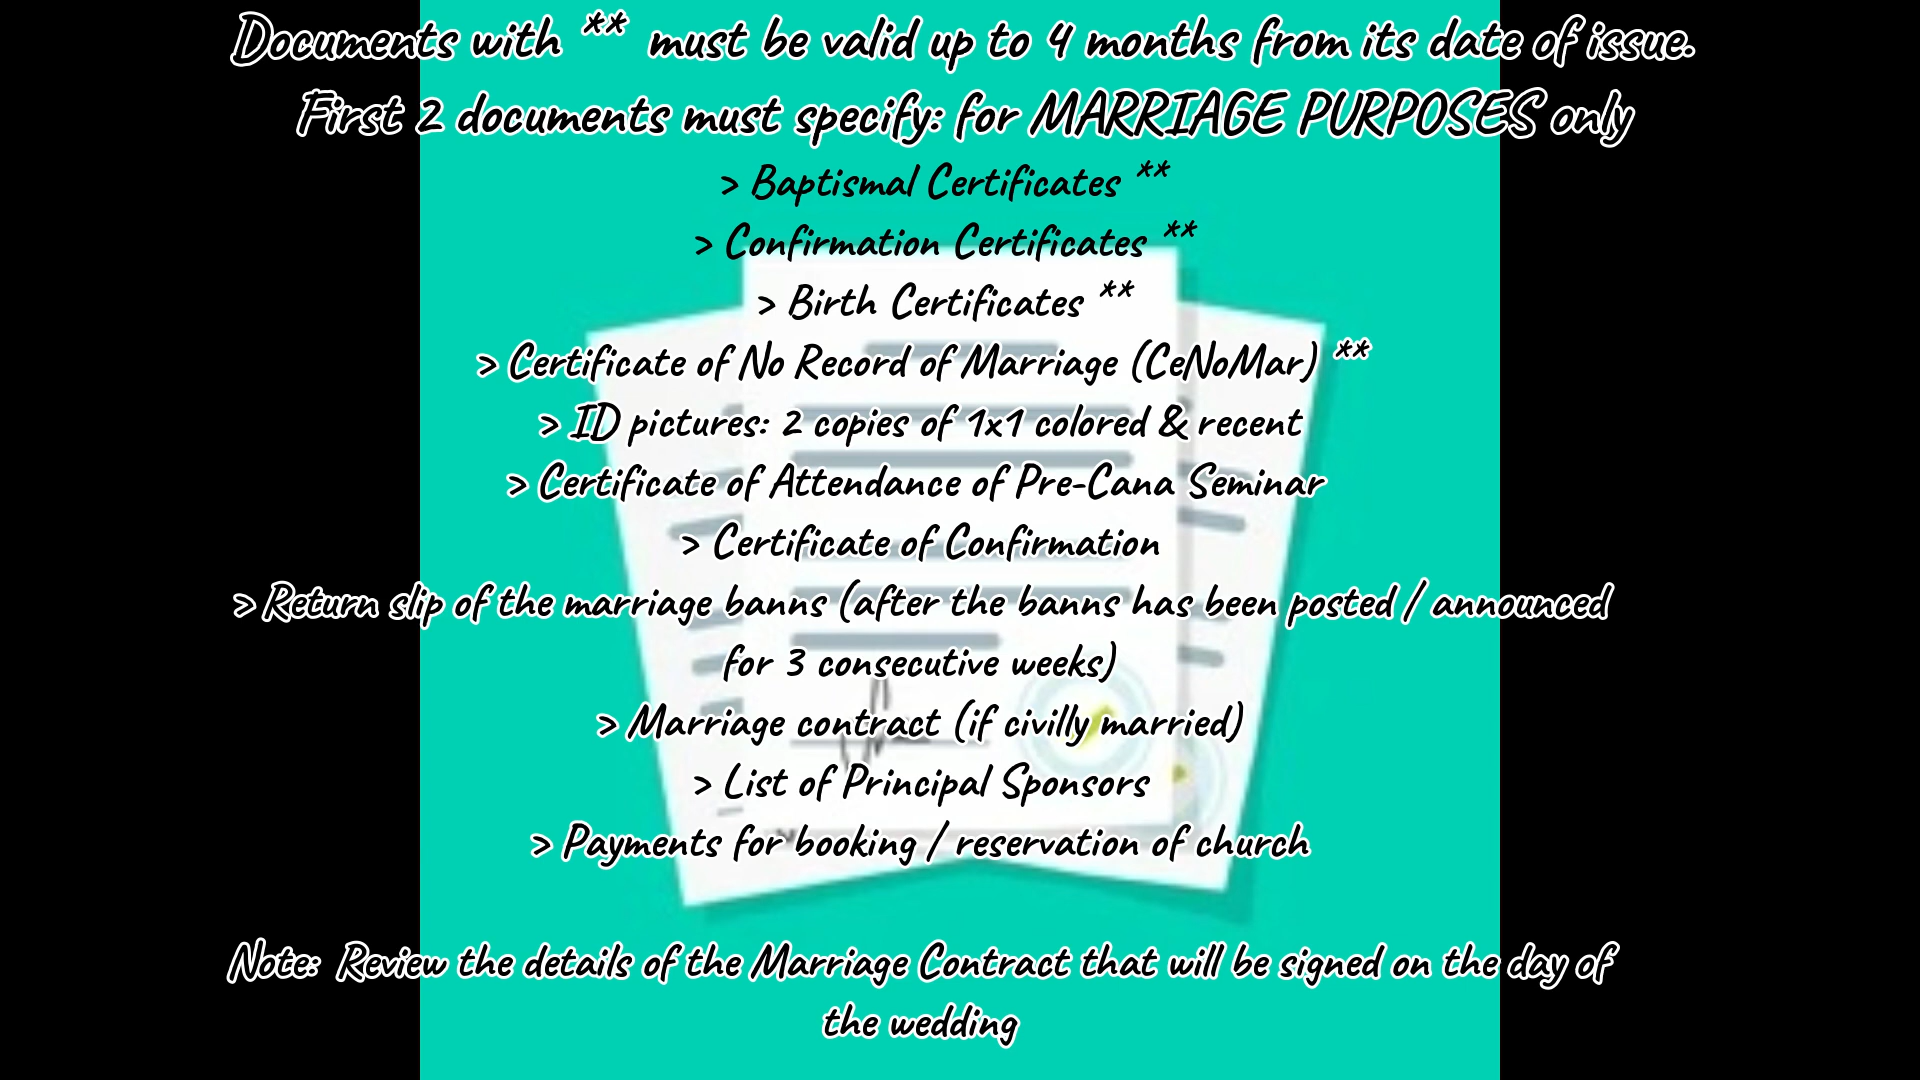 Documents with ** must be valid up to 4 months from its date of issue.
First 2 documents must specify: for MARRIAGE PURPOSES only
> Baptismal Certificates **
> Confirmation Certificates **
> Birth Certificates **
> Certificate of No Record of Marriage (CeNoMar) **
> ID pictures: 2 copies of 1x1 colored & recent
> Certificate of Attendance of Pre-Cana Seminar
> Certificate of Confirmation
> Return slip of the marriage banns (after the banns has been posted / announced
for 3 consecutive weeks)
> Marriage contract (if civilly married)
> List of Principal Sponsors
> Payments for booking / reservation of church
Note: Review the details of the Marriage Contract that will be signed on the day of
the wedding